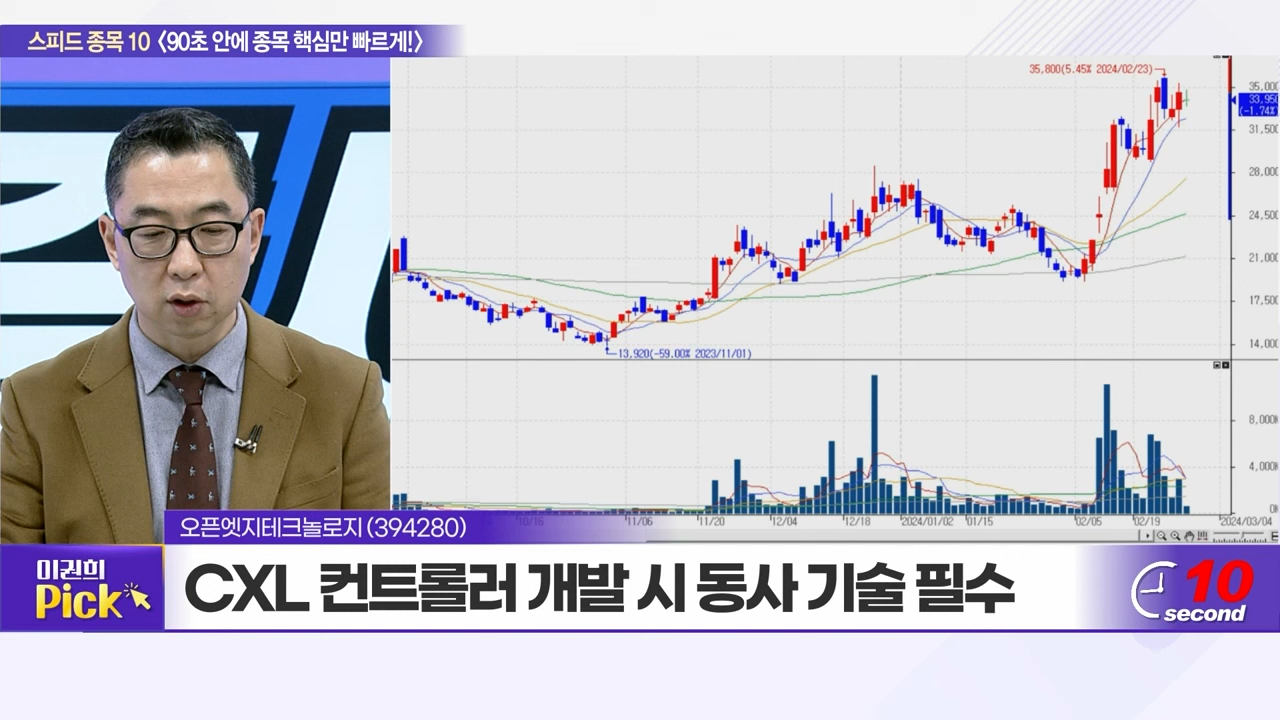 스피드 종목 10 〈90초 안에 종목 핵심만 빠르게!〉
35,800(5.45% 2024/02/23)
35,000
33,950
(-1.74%
31,500
28,000
24,500
21,000
17,500
14,000
13,920(-59.00% 2023/11/01)
8,000
4,000
10/16 11/06 11/20 12/04 12/18 2024/01/02 01/15 02/05 02/19 2024/03/04
오픈엣지테크놀로지 (394280)
이권희
Pick
CXL 컨트롤러 개발 시 동사 기술 필수
10
second